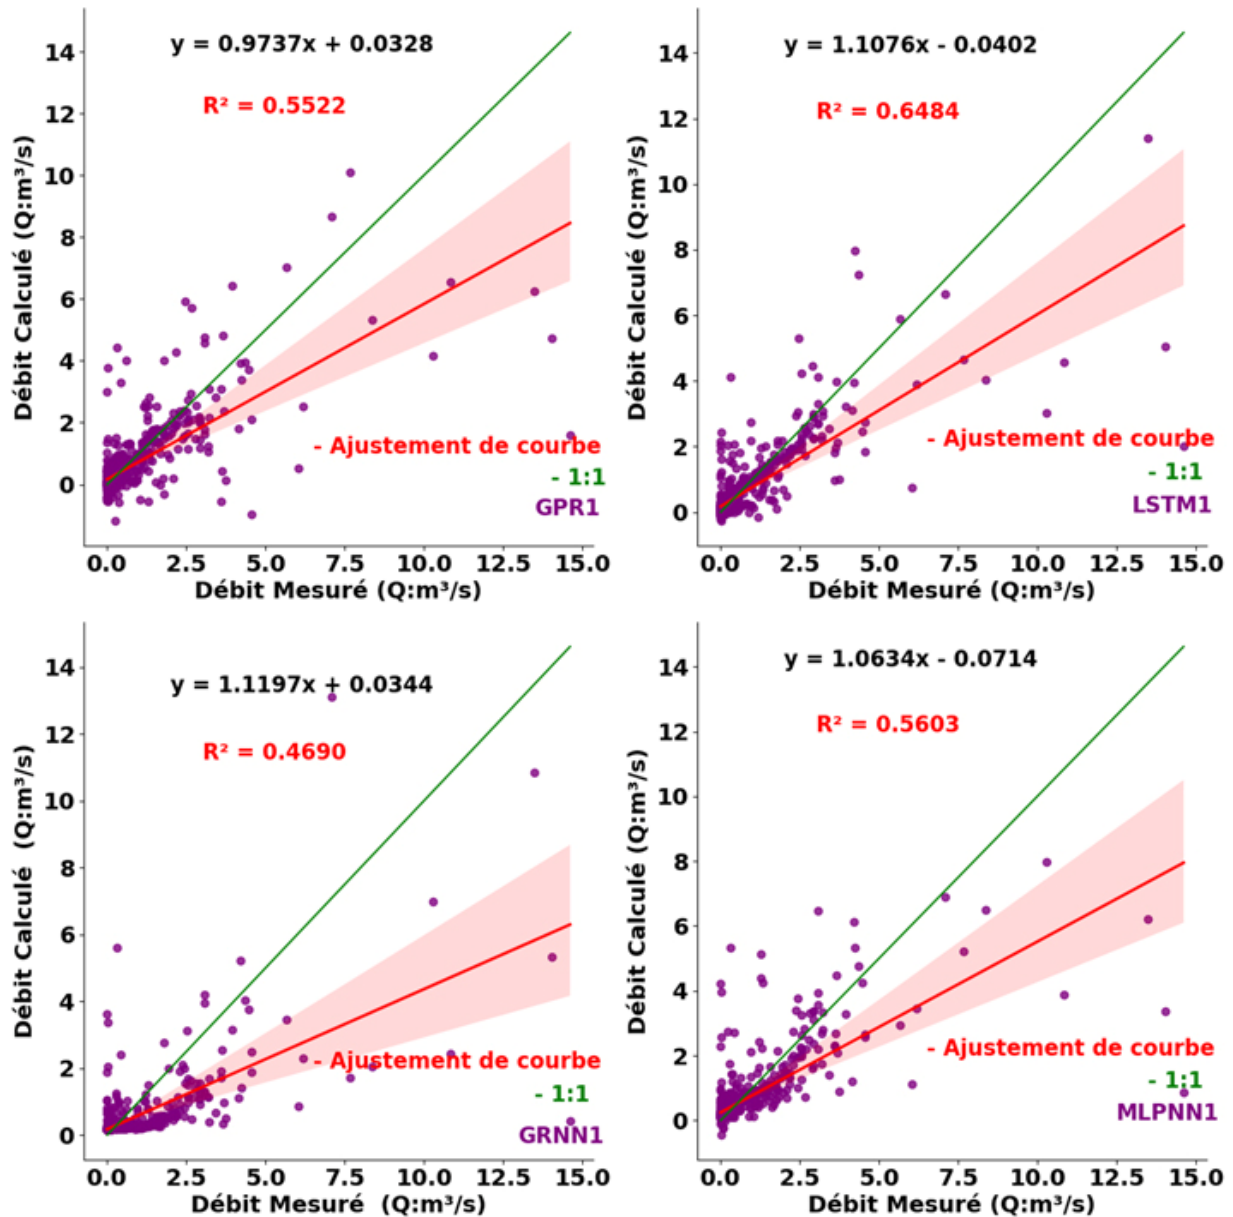 y = 0.9737x + 0.0328
R² = 0.5522
14
12
10
8
6
4
2
0
Débit Calculé (Q:m³/s)
- Ajustement de courbe
- 1:1
GPR1
0.0 2.5 5.0 7.5 10.0 12.5 15.0
Débit Mesuré (Q:m³/s)
y = 1.1076x - 0.0402
R² = 0.6484
14
12
10
8
6
4
2
0
Débit Calculé (Q:m³/s)
- Ajustement de courbe
- 1:1
LSTM1
0.0 2.5 5.0 7.5 10.0 12.5 15.0
Débit Mesuré (Q:m³/s)
y = 1.1197x + 0.0344
R² = 0.4690
14
12
10
8
6
4
2
0
Débit Calculé (Q:m³/s)
- Ajustement de courbe
- 1:1
GRNN1
0.0 2.5 5.0 7.5 10.0 12.5 15.0
Débit Mesuré (Q:m³/s)
y = 1.0634x - 0.0714
R² = 0.5603
14
12
10
8
6
4
2
0
Débit Calculé (Q:m³/s)
- Ajustement de courbe
- 1:1
MLPNN1
0.0 2.5 5.0 7.5 10.0 12.5 15.0
Débit Mesuré (Q:m³/s)